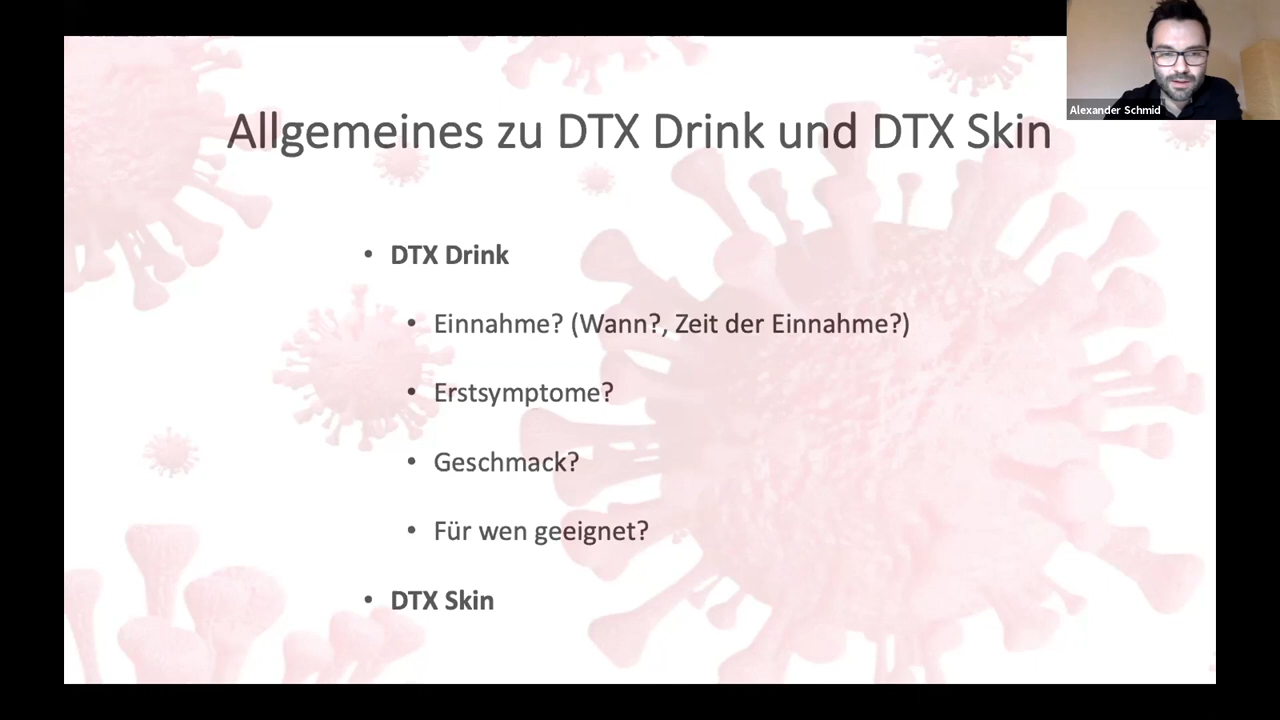 Alexander Schmid
Allgemeines zu DTX Drink und DTX Skin
• DTX Drink
• Einnahme? (Wann?, Zeit der Einnahme?)
• Erstsymptome?
• Geschmack?
• Für wen geeignet?
• DTX Skin